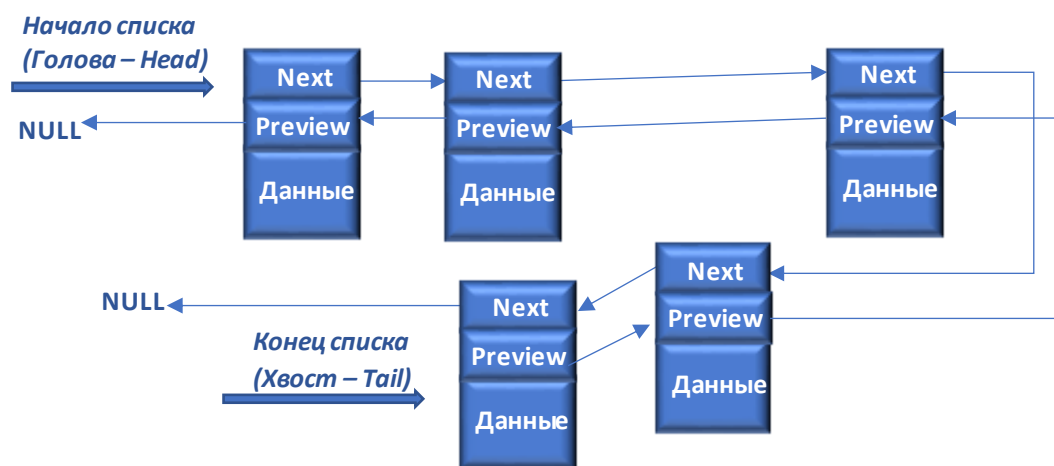 Начало списка
(Голова – Head)
NULL
Next
Preview
Данные
Next
Preview
Данные
Next
Preview
Данные
NULL
Конец списка
(Хвост – Tail)
Next
Preview
Данные
Next
Preview
Данные